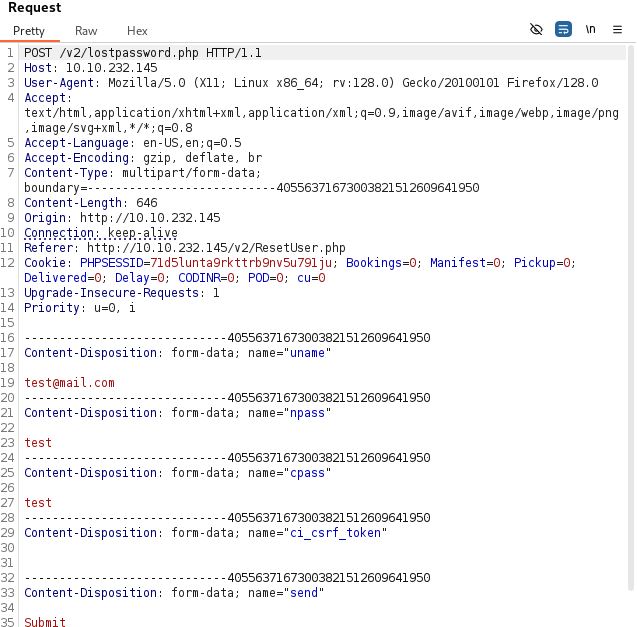 Request
Pretty Raw Hex \n
1 POST /v2/lostpassword.php HTTP/1.1
2 Host: 10.10.232.145
3 User-Agent: Mozilla/5.0 (X11; Linux x86_64; rv:128.0) Gecko/20100101 Firefox/128.0
4 Accept:
text/html,application/xhtml+xml,application/xml;q=0.9,image/avif,image/webp,image/png
,image/svg+xml,*/*;q=0.8
5 Accept-Language: en-US,en;q=0.5
6 Accept-Encoding: gzip, deflate, br
7 Content-Type: multipart/form-data;
boundary=---------------------------405563716730038215126096419​50
8 Content-Length: 646
9 Origin: http://10.10.232.145
10 Connection: keep-alive
11 Referer: http://10.10.232.145/v2/ResetUser.php
12 Cookie: PHPSESSID=71d5lunta9rkttrb9nv5u791ju; Bookings=0; Manifest=0; Pickup=0;
Delivered=0; Delay=0; CODINR=0; POD=0; cu=0
13 Upgrade-Insecure-Requests: 1
14 Priority: u=0, i
15
16 -----------------------------40556371673003821512609641950
17 Content-Disposition: form-data; name="uname"
18
19 test@mail.com
20 -----------------------------40556371673003821512609641950
21 Content-Disposition: form-data; name="npass"
22
23 test
24 -----------------------------40556371673003821512609641950
25 Content-Disposition: form-data; name="cpass"
26
27 test
28 -----------------------------40556371673003821512609641950
29 Content-Disposition: form-data; name="ci_csrf_token"
30
31
32 -----------------------------40556371673003821512609641950
33 Content-Disposition: form-data; name="send"
34
35 Submit